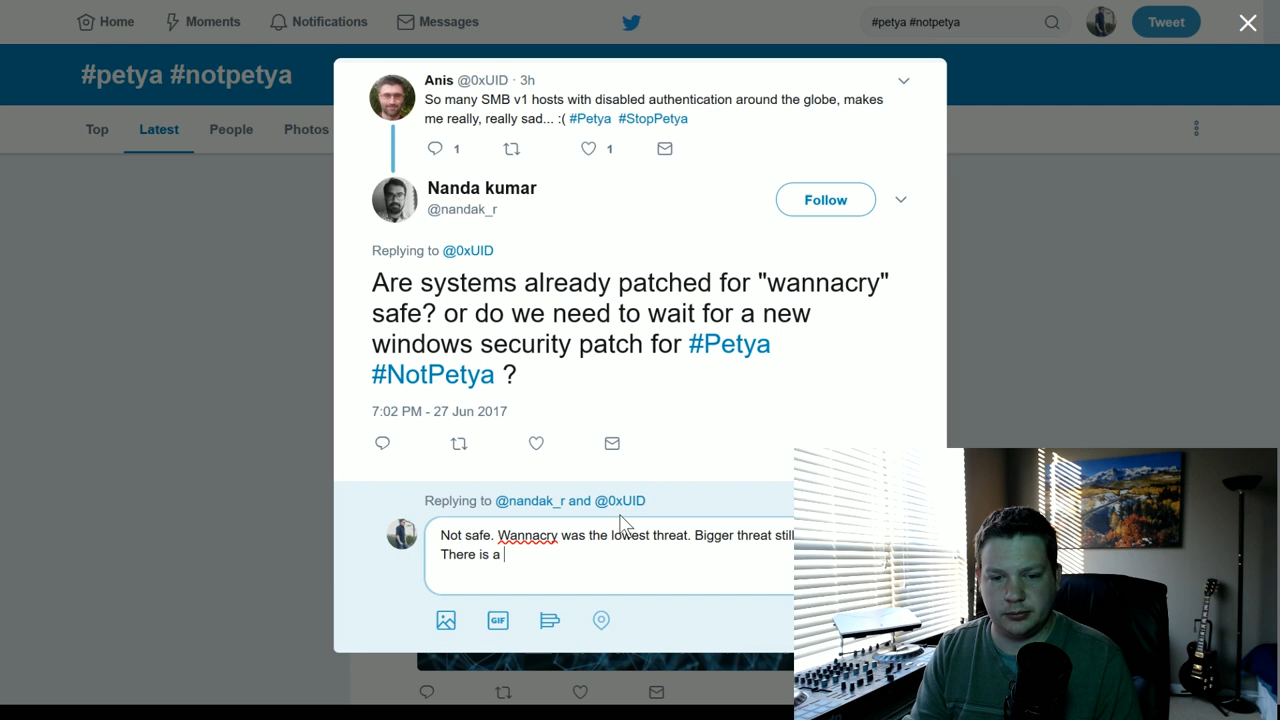 Home Moments Notifications Messages #petya #notpetya Tweet
#petya #notpetya
Top Latest People Photos
Anis @0xUID · 3h
So many SMB v1 hosts with disabled authentication around the globe, makes
me really, really sad... :( #Petya #StopPetya
1 1
Nanda kumar
@nandak_r
Follow
Replying to @0xUID
Are systems already patched for "wannacry"
safe? or do we need to wait for a new
windows security patch for #Petya
#NotPetya ?
7:02 PM - 27 Jun 2017
Replying to @nandak_r and @0xUID
Not safe. Wannacry was the lowest threat. Bigger threat still
There is a
GIF